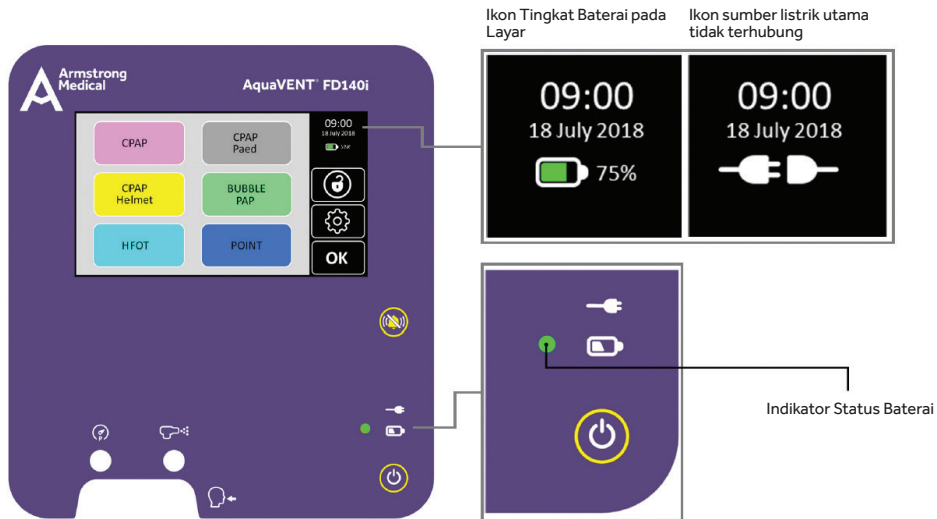 Ikon Tingkat Baterai pada
Layar
Ikon sumber listrik utama
tidak terhubung
Armstrong
Medical
AquaVENT® FD140i
CPAP
CPAP
Paed
CPAP
Helmet
BUBBLE
PAP
HFOT
POINT
09:00
18 July 2018
75%
OK
09:00
18 July 2018
75%
09:00
18 July 2018
P
Indikator Status Baterai